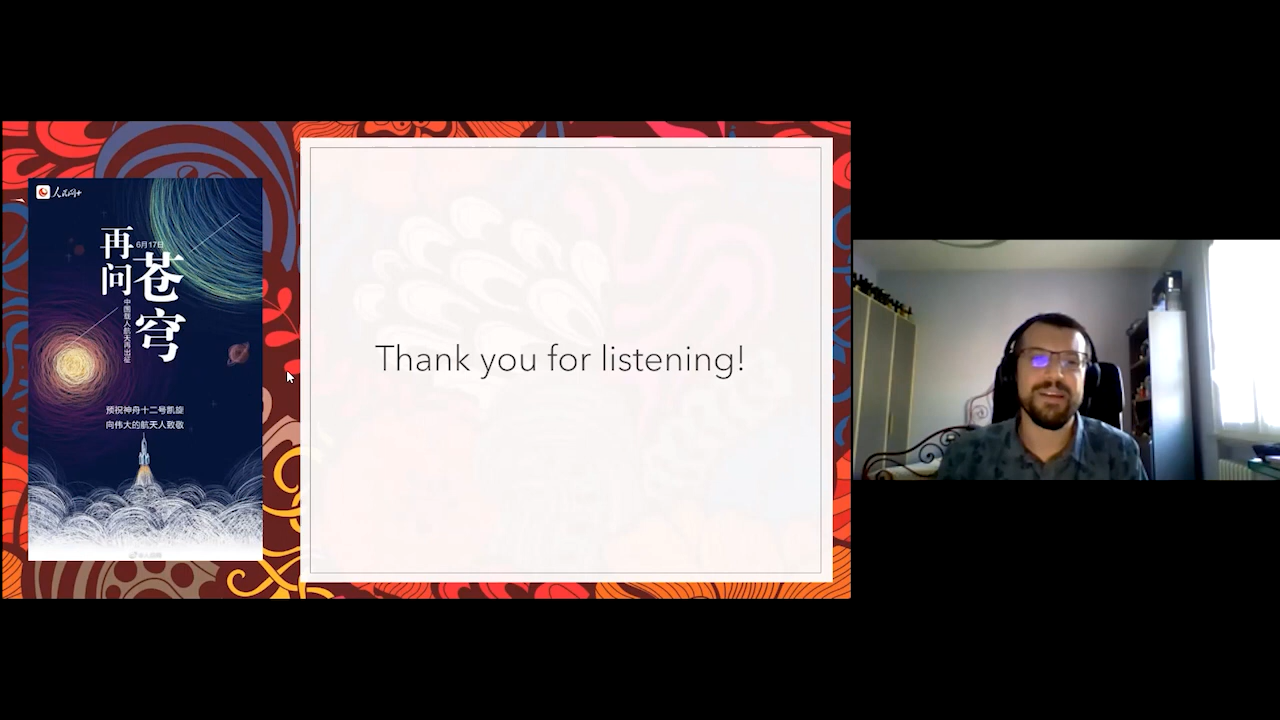 人民网+
6月17日
再问
苍穹
中国载人航天再出征
预祝神舟十二号凯旋
向伟大的航天人致敬
Thank you for listening!